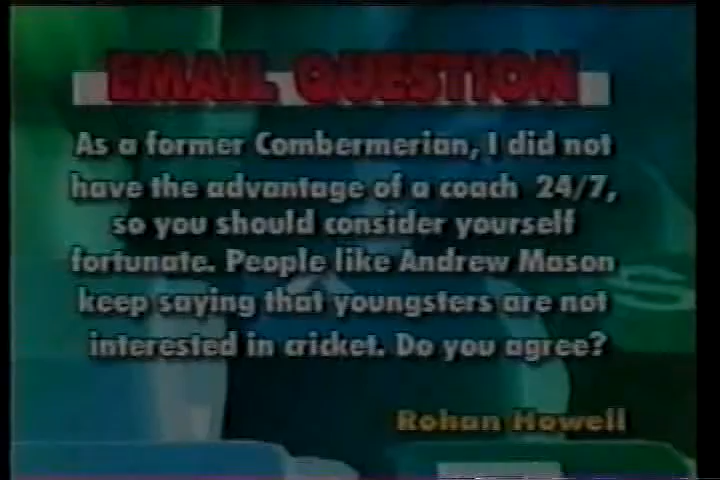 EMAIL QUESTION
As a former Combermerian, I did not
have the advantage of a coach 24/7,
so you should consider yourself
fortunate. People like Andrew Mason
keep saying that youngsters are not
interested in cricket. Do you agree?
Rohan Howell
S